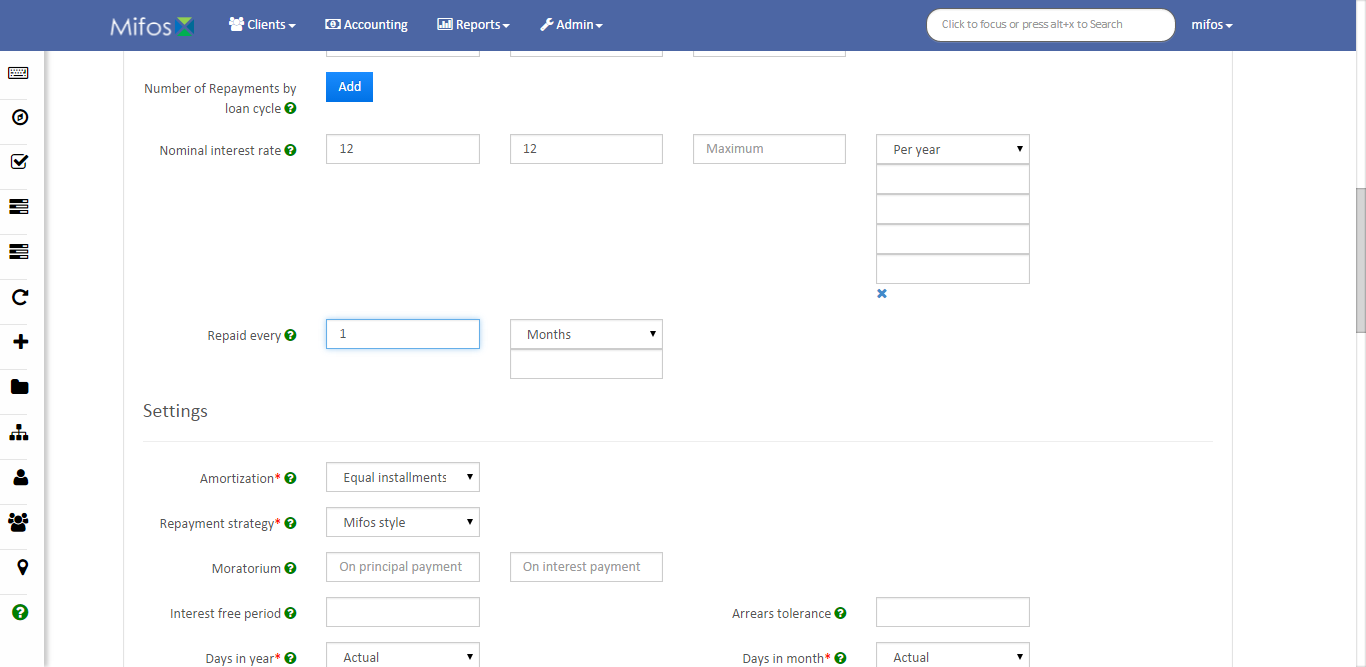 Mifos Clients Accounting Reports Admin Click to focus or press alt+x to Search mifos
Number of Repayments by
loan cycle
Add
Nominal interest rate 12 12 Maximum Per year
Repaid every 1 Months
Settings
Amortization* Equal installments
Repayment strategy* Mifos style
Moratorium On principal payment On interest payment
Interest free period Arrears tolerance
Days in year* Actual Days in month* Actual